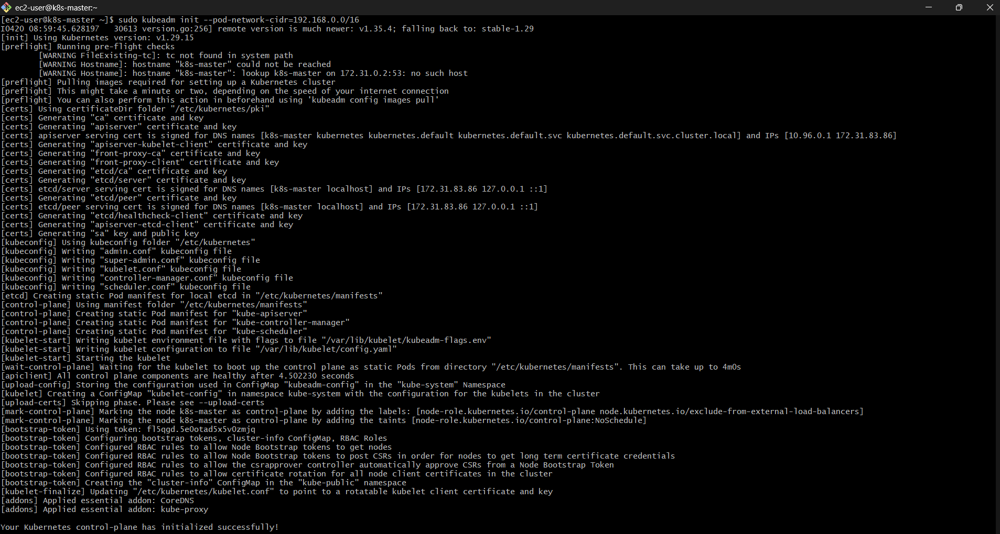 ec2-user@k8s-master:~
[ec2-user@k8s-master ~]$ sudo kubeadm init --pod-network-cidr=192.168.0.0/16
I0420 08:59:45.628197   30613 version.go:256] remote version is much newer: v1.35.4; falling back to: stable-1.29
[init] Using Kubernetes version: v1.29.15
[preflight] Running pre-flight checks
        [WARNING FileExisting-tc]: tc not found in system path
        [WARNING Hostname]: hostname "k8s-master" could not be reached
        [WARNING Hostname]: hostname "k8s-master": lookup k8s-master on 172.31.0.2:53: no such host
[preflight] Pulling images required for setting up a Kubernetes cluster
[preflight] This might take a minute or two, depending on the speed of your internet connection
[preflight] You can also perform this action in beforehand using 'kubeadm config images pull'
[certs] Using certificateDir folder "/etc/kubernetes/pki"
[certs] Generating "ca" certificate and key
[certs] Generating "apiserver" certificate and key
[certs] apiserver serving cert is signed for DNS names [k8s-master kubernetes kubernetes.default kubernetes.default.svc kubernetes.default.svc.cluster.local] and IPs [10.96.0.1 172.31.83.86]
[certs] Generating "apiserver-kubelet-client" certificate and key
[certs] Generating "front-proxy-ca" certificate and key
[certs] Generating "front-proxy-client" certificate and key
[certs] Generating "etcd/ca" certificate and key
[certs] Generating "etcd/server" certificate and key
[certs] etcd/server serving cert is signed for DNS names [k8s-master localhost] and IPs [172.31.83.86 127.0.0.1 ::1]
[certs] Generating "etcd/peer" certificate and key
[certs] etcd/peer serving cert is signed for DNS names [k8s-master localhost] and IPs [172.31.83.86 127.0.0.1 ::1]
[certs] Generating "etcd/healthcheck-client" certificate and key
[certs] Generating "apiserver-etcd-client" certificate and key
[certs] Generating "sa" key and public key
[kubeconfig] Using kubeconfig folder "/etc/kubernetes"
[kubeconfig] Writing "admin.conf" kubeconfig file
[kubeconfig] Writing "super-admin.conf" kubeconfig file
[kubeconfig] Writing "kubelet.conf" kubeconfig file
[kubeconfig] Writing "controller-manager.conf" kubeconfig file
[kubeconfig] Writing "scheduler.conf" kubeconfig file
[etcd] Creating static Pod manifest for local etcd in "/etc/kubernetes/manifests"
[control-plane] Using manifest folder "/etc/kubernetes/manifests"
[control-plane] Creating static Pod manifest for "kube-apiserver"
[control-plane] Creating static Pod manifest for "kube-controller-manager"
[control-plane] Creating static Pod manifest for "kube-scheduler"
[kubelet-start] Writing kubelet environment file with flags to file "/var/lib/kubelet/kubeadm-flags.env"
[kubelet-start] Writing kubelet configuration to file "/var/lib/kubelet/config.yaml"
[kubelet-start] Starting the kubelet
[wait-control-plane] Waiting for the kubelet to boot up the control plane as static Pods from directory "/etc/kubernetes/manifests". This can take up to 4m0s
[apiclient] All control plane components are healthy after 4.502230 seconds
[upload-config] Storing the configuration used in ConfigMap "kubeadm-config" in the "kube-system" Namespace
[kubelet] Creating a ConfigMap "kubelet-config" in namespace kube-system with the configuration for the kubelets in the cluster
[upload-certs] Skipping phase. Please see --upload-certs
[mark-control-plane] Marking the node k8s-master as control-plane by adding the labels: [node-role.kubernetes.io/control-plane node.kubernetes.io/exclude-from-external-load-balancers]
[mark-control-plane] Marking the node k8s-master as control-plane by adding the taints [node-role.kubernetes.io/control-plane:NoSchedule]
[bootstrap-token] Using token: fl5qgd.5e0otad5x5v0zmjq
[bootstrap-token] Configuring bootstrap tokens, cluster-info ConfigMap, RBAC Roles
[bootstrap-token] Configured RBAC rules to allow Node Bootstrap tokens to get nodes
[bootstrap-token] Configured RBAC rules to allow Node Bootstrap tokens to post CSRs in order for nodes to get long term certificate credentials
[bootstrap-token] Configured RBAC rules to allow the csrapprover controller automatically approve CSRs from a Node Bootstrap Token
[bootstrap-token] Configured RBAC rules to allow certificate rotation for all node client certificates in the cluster
[bootstrap-token] Creating the "cluster-info" ConfigMap in the "kube-public" namespace
[kubelet-finalize] Updating "/etc/kubernetes/kubelet.conf" to point to a rotatable kubelet client certificate and key
[addons] Applied essential addon: CoreDNS
[addons] Applied essential addon: kube-proxy

Your Kubernetes control-plane has initialized successfully!